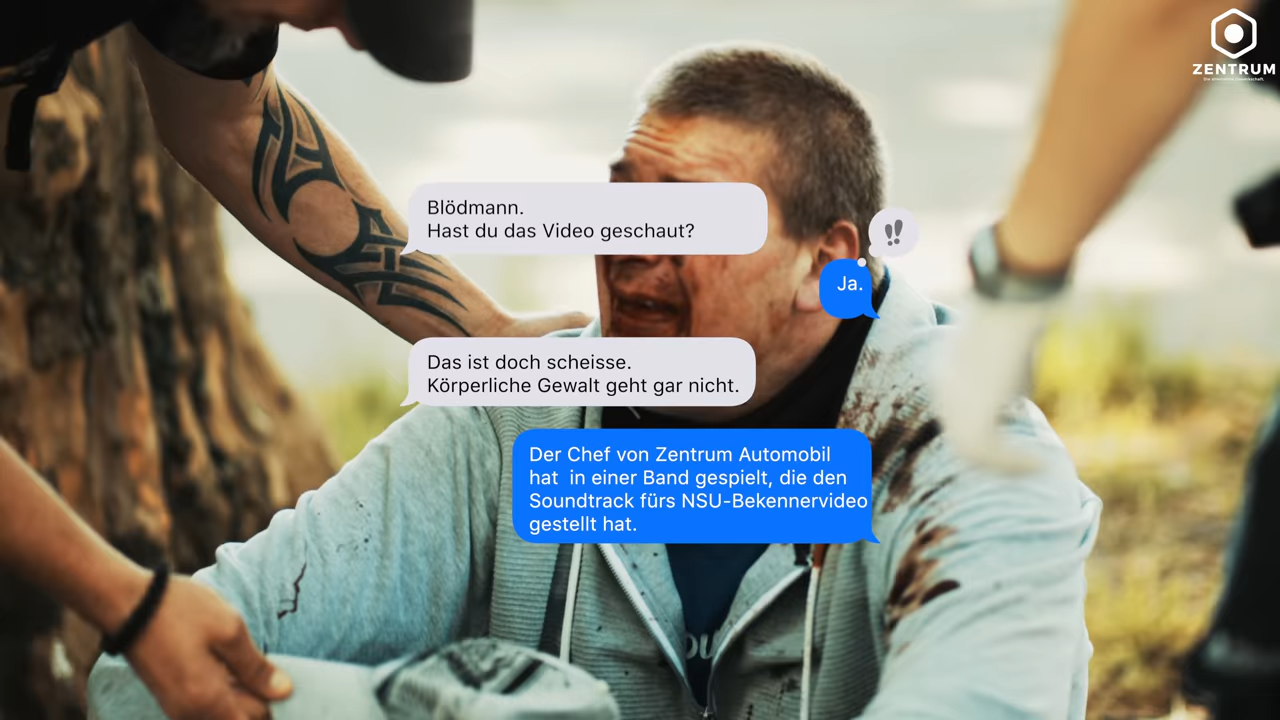 ZENTRUM
Blödmann.
Hast du das Video geschaut?
Ja.
Das ist doch scheisse.
Körperliche Gewalt geht gar nicht.
Der Chef von Zentrum Automobil
hat in einer Band gespielt, die den
Soundtrack fürs NSU-Bekennervideo
gestellt hat.